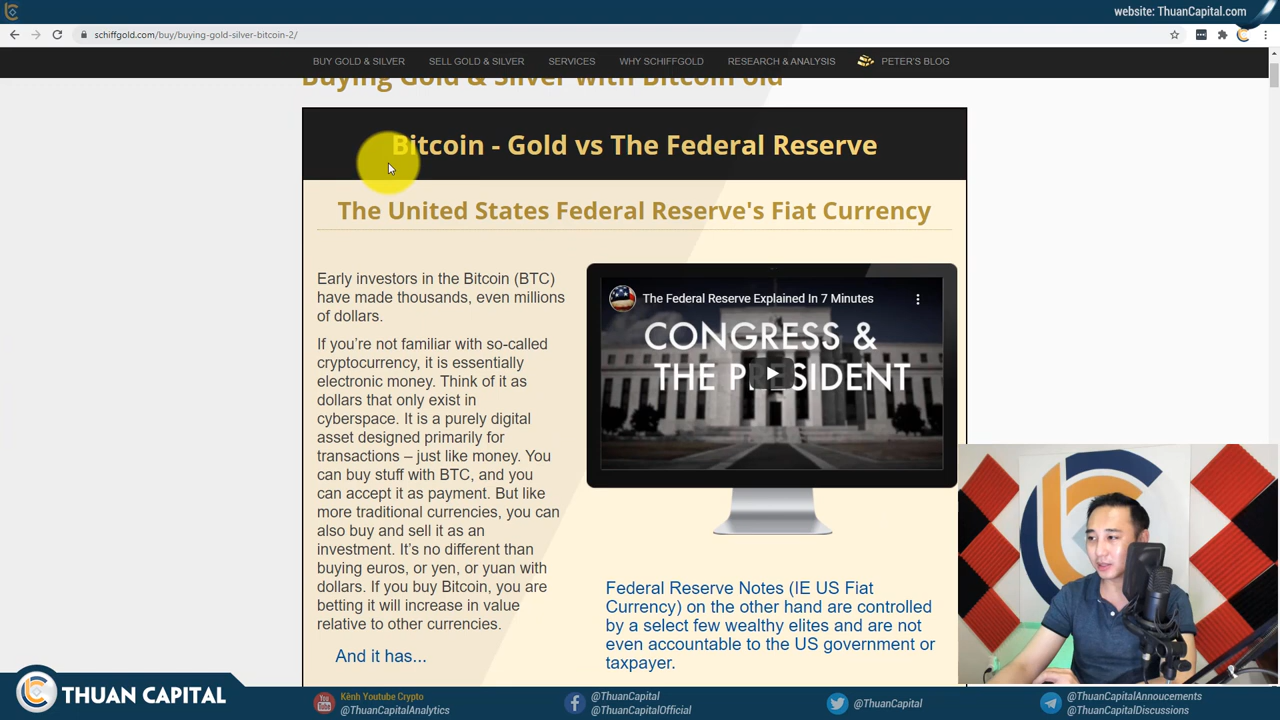 website: ThuanCapital.com
schiffgold.com/buy/buying-gold-silver-bitcoin-2/
BUY GOLD & SILVER
SELL GOLD & SILVER
SERVICES
WHY SCHIFFGOLD
RESEARCH & ANALYSIS
PETER'S BLOG
Buying Gold & Silver with Bitcoin old
Bitcoin - Gold vs The Federal Reserve
The United States Federal Reserve's Fiat Currency
Early investors in the Bitcoin (BTC)
have made thousands, even millions
of dollars.
If you're not familiar with so-called
cryptocurrency, it is essentially
electronic money. Think of it as
dollars that only exist in
cyberspace. It is a purely digital
asset designed primarily for
transactions – just like money. You
can buy stuff with BTC, and you
can accept it as payment. But like
more traditional currencies, you can
also buy and sell it as an
investment. It's no different than
buying euros, or yen, or yuan with
dollars. If you buy Bitcoin, you are
betting it will increase in value
relative to other currencies.
And it has...
The Federal Reserve Explained In 7 Minutes
CONGRESS &
THE PRESIDENT
Federal Reserve Notes (IE US Fiat
Currency) on the other hand are controlled
by a select few wealthy elites and are not
even accountable to the US government or
taxpayer.
THUAN CAPITAL
Kênh Youtube Crypto
@ThuanCapitalAnalytics
@ThuanCapital
@ThuanCapitalOfficial
@ThuanCapital
@ThuanCapitalAnnoucements
@ThuanCapitalDiscussions